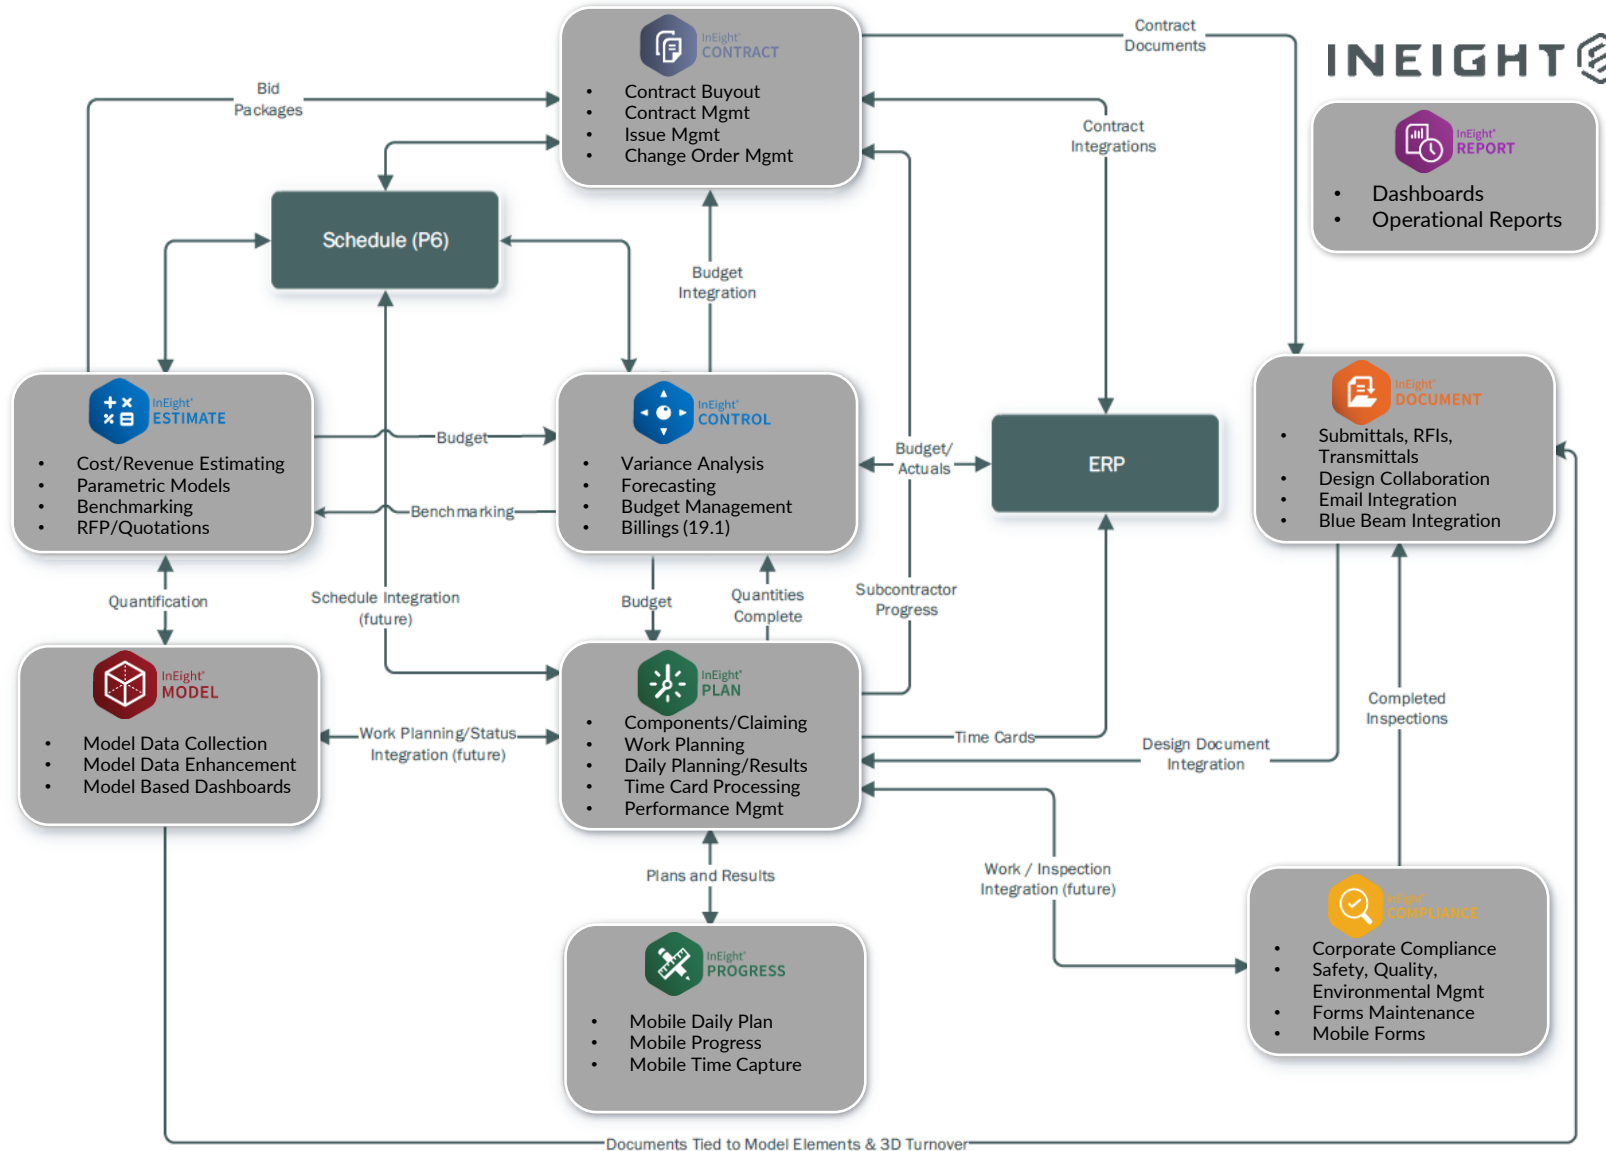 InEight®
CONTRACT
• Contract Buyout
• Contract Mgmt
• Issue Mgmt
• Change Order Mgmt
Contract
Documents
INEIGHT
InEight®
REPORT
• Dashboards
• Operational Reports
Bid
Packages
Contract
Integrations
Schedule (P6)
Budget
Integration
InEight®
ESTIMATE
• Cost/Revenue Estimating
• Parametric Models
• Benchmarking
• RFP/Quotations
Budget
Benchmarking
InEight®
CONTROL
• Variance Analysis
• Forecasting
• Budget Management
• Billings (19.1)
Budget/
Actuals
ERP
InEight®
DOCUMENT
• Submittals, RFIs,
Transmittals
• Design Collaboration
• Email Integration
• Blue Beam Integration
Quantification
Schedule Integration
(future)
Budget
Quantities
Complete
Subcontractor
Progress
InEight®
MODEL
• Model Data Collection
• Model Data Enhancement
• Model Based Dashboards
Work Planning/Status
Integration (future)
InEight®
PLAN
• Components/Claiming
• Work Planning
• Daily Planning/Results
• Time Card Processing
• Performance Mgmt
Time Cards
Design Document
Integration
Completed
Inspections
Plans and Results
Work / Inspection
Integration (future)
InEight®
PROGRESS
• Mobile Daily Plan
• Mobile Progress
• Mobile Time Capture
InEight®
COMPLIANCE
• Corporate Compliance
• Safety, Quality,
Environmental Mgmt
• Forms Maintenance
• Mobile Forms
Documents Tied to Model Elements & 3D Turnover